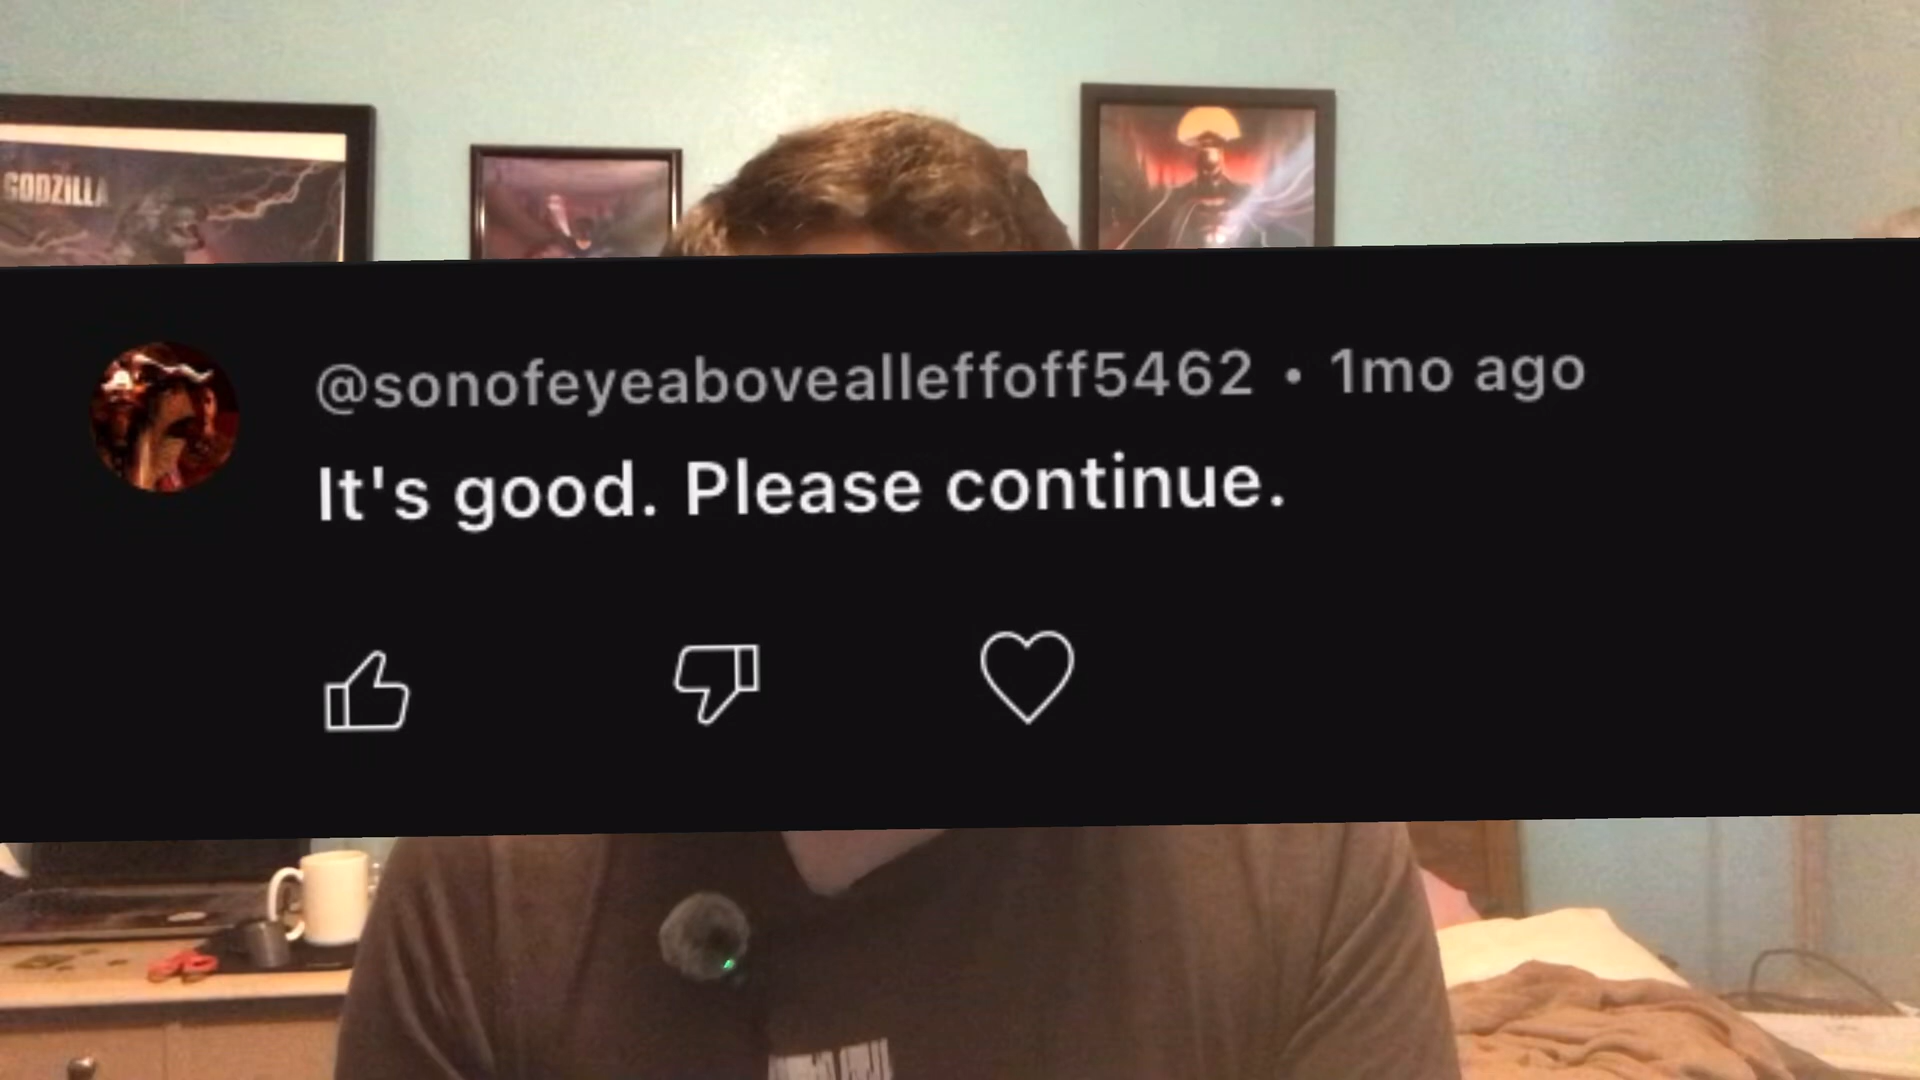 GODZILLA
@sonofeyeabovealleffoff5462 • 1mo ago
It's good. Please continue.